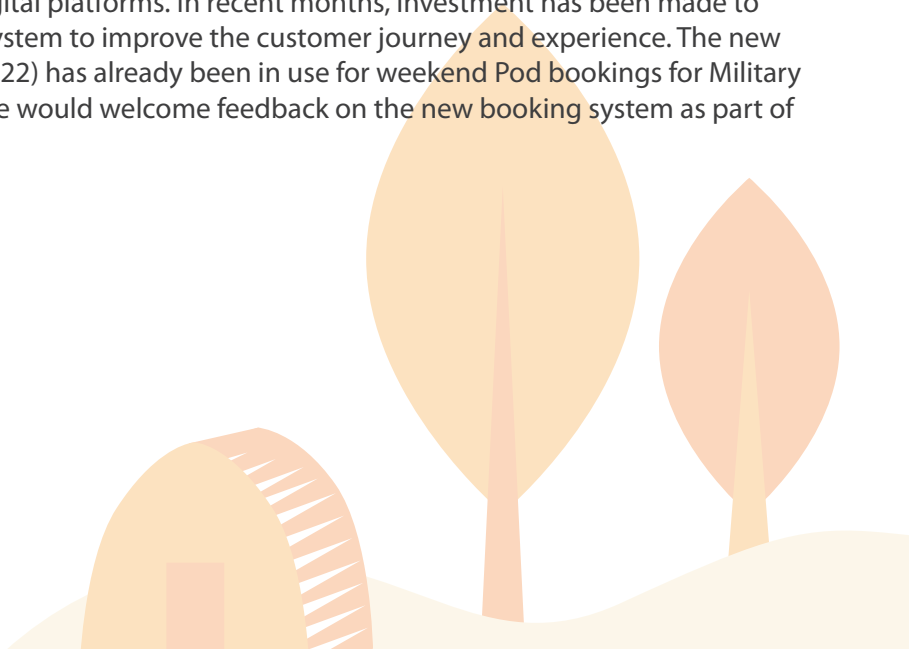 gital platforms. In recent months, investment has been made to
ystem to improve the customer journey and experience. The new
22) has already been in use for weekend Pod bookings for Military
e would welcome feedback on the new booking system as part of